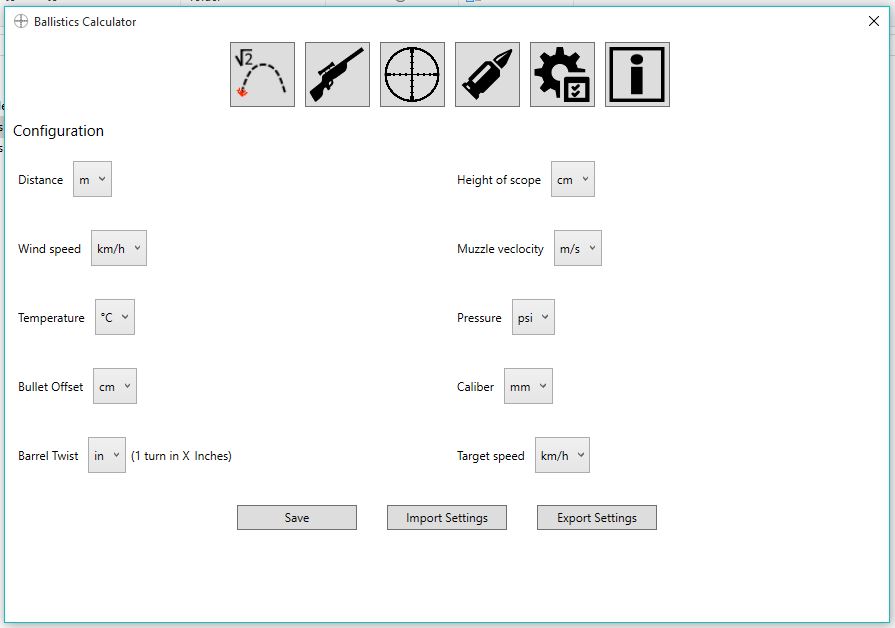 Ballistics Calculator
√2
Configuration
Distance m
Height of scope cm
Wind speed km/h
Muzzle veclocity m/s
Temperature °C
Pressure psi
Bullet Offset cm
Caliber mm
Barrel Twist in (1 turn in X Inches)
Target speed km/h
Save Import Settings Export Settings